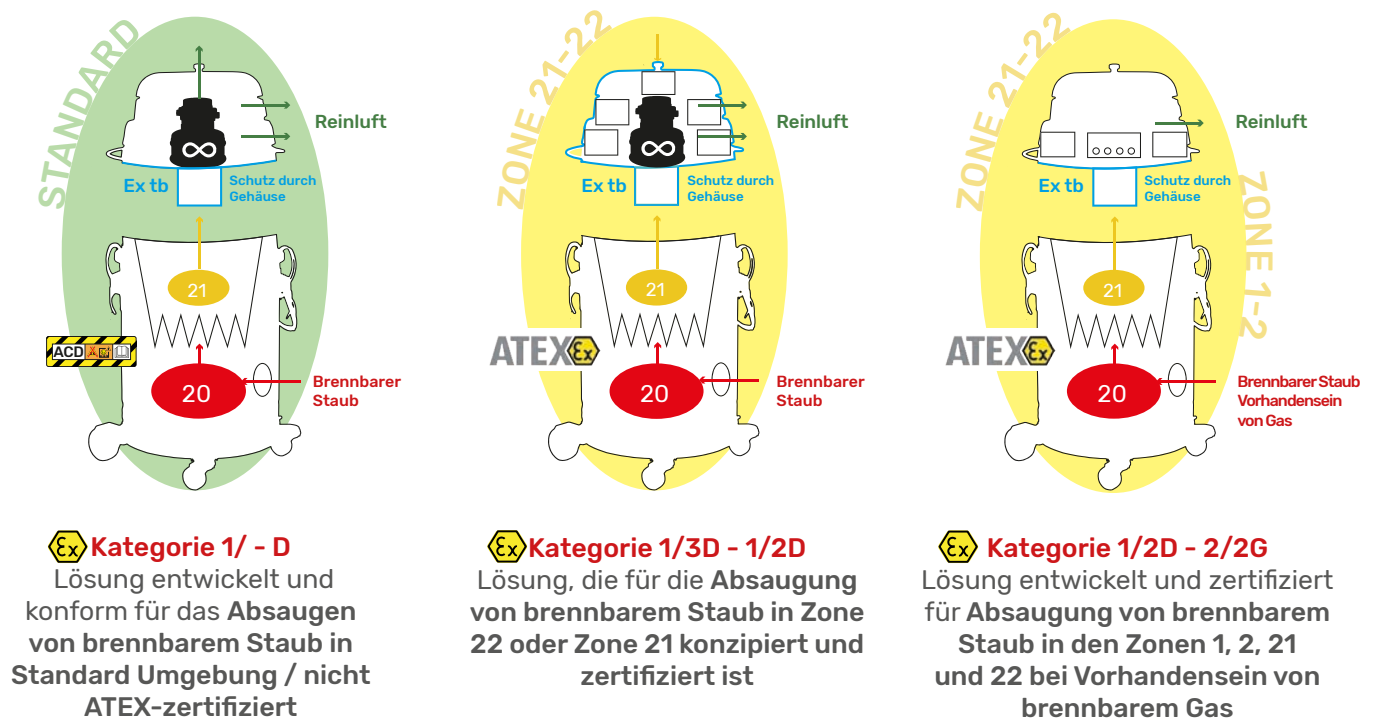 STANDARD
Reinluft
Ex tb
Schutz durch
Gehäuse
21
ACD
20
Brennbarer
Staub
Ex Kategorie 1/ - D
Lösung entwickelt und
konform für das Absaugen
von brennbarem Staub in
Standard Umgebung / nicht
ATEX-zertifiziert
ZONE 21-22
Reinluft
Ex tb
Schutz durch
Gehäuse
21
ATEX Ex
20
Brennbarer
Staub
Ex Kategorie 1/3D - 1/2D
Lösung, die für die Absaugung
von brennbarem Staub in Zone
22 oder Zone 21 konzipiert und
zertifiziert ist
ZONE 21-22
Reinluft
Ex tb
Schutz durch
Gehäuse
ZONE 1-2
21
ATEX Ex
20
Brennbarer Staub
Vorhandensein
von Gas
Ex Kategorie 1/2D - 2/2G
Lösung entwickelt und zertifiziert
für Absaugung von brennbarem
Staub in den Zonen 1, 2, 21
und 22 bei Vorhandensein von
brennbarem Gas